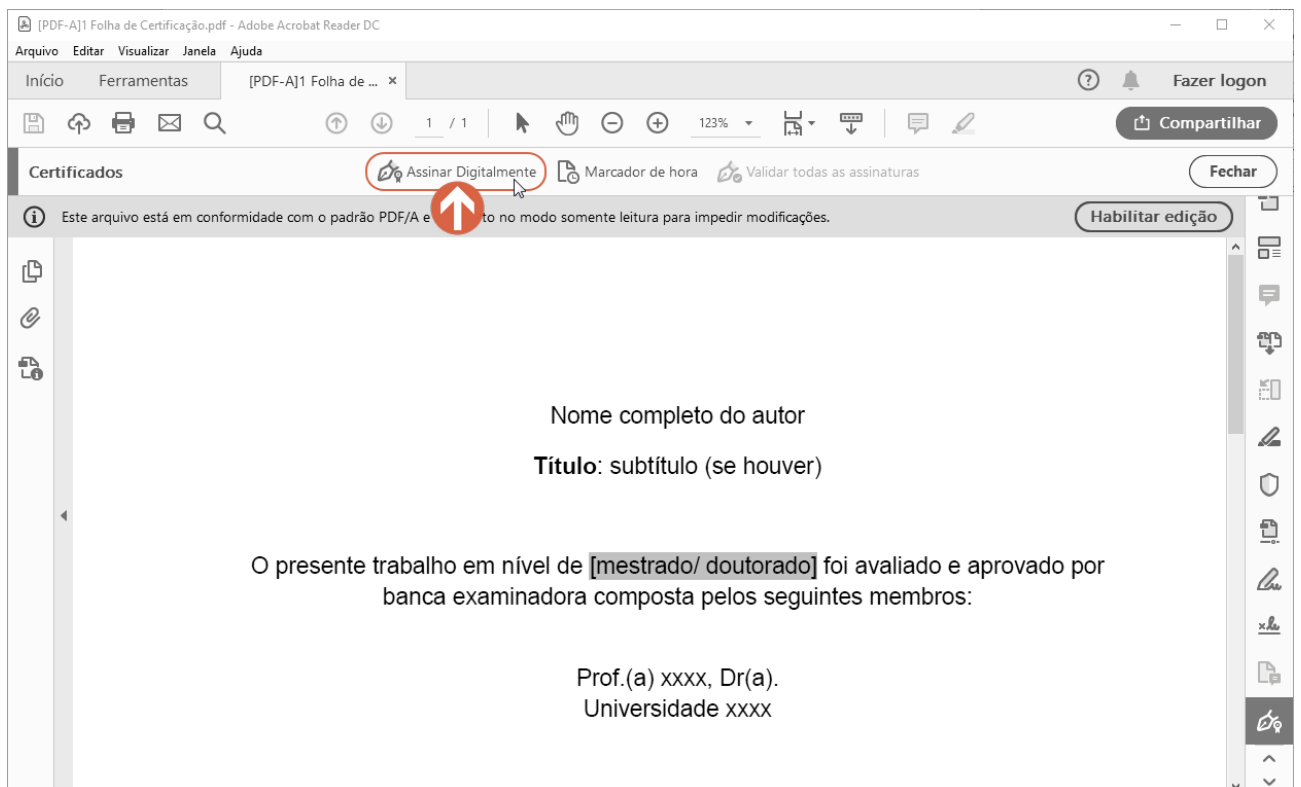 [PDF-A]1 Folha de Certificação.pdf - Adobe Acrobat Reader DC
Arquivo Editar Visualizar Janela Ajuda
Início Ferramentas [PDF-A]1 Folha de ... × Fazer logon
1 / 1 123% Compartilhar
Certificados Assinar Digitalmente Marcador de hora Validar todas as assinaturas Fechar
Este arquivo está em conformidade com o padrão PDF/A e to no modo somente leitura para impedir modificações. Habilitar edição
Nome completo do autor
Título: subtítulo (se houver)
O presente trabalho em nível de [mestrado/ doutorado] foi avaliado e aprovado por
banca examinadora composta pelos seguintes membros:
Prof.(a) xxxx, Dr(a).
Universidade xxxx